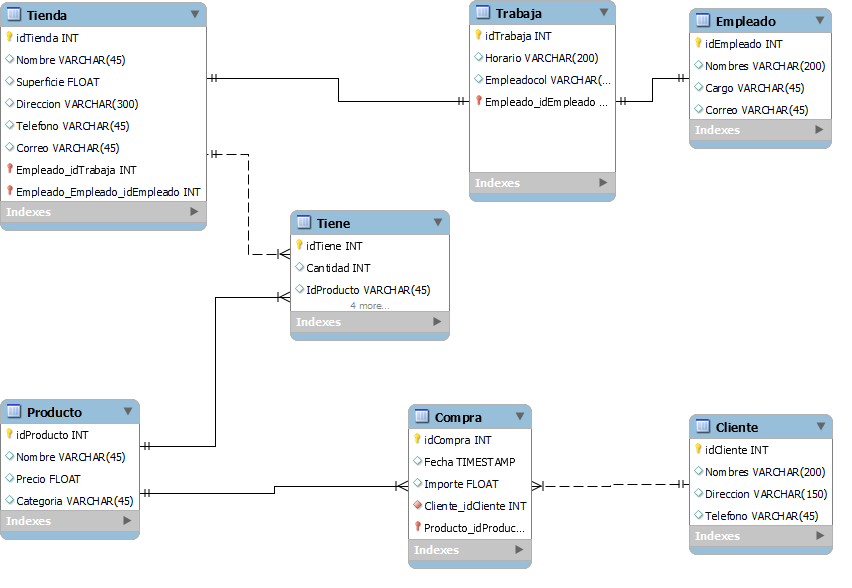 Tienda
idTienda INT
Nombre VARCHAR(45)
Superficie FLOAT
Direccion VARCHAR(300)
Telefono VARCHAR(45)
Correo VARCHAR(45)
Empleado_idTrabaja INT
Empleado_Empleado_idEmpleado INT
Indexes
Trabaja
idTrabaja INT
Horario VARCHAR(200)
Empleadocol VARCHAR(...
Empleado_idEmpleado ...
Indexes
Empleado
idEmpleado INT
Nombres VARCHAR(200)
Cargo VARCHAR(45)
Correo VARCHAR(45)
Indexes
Tiene
idTiene INT
Cantidad INT
IdProducto VARCHAR(45)
4 more...
Indexes
Producto
idProducto INT
Nombre VARCHAR(45)
Precio FLOAT
Categoria VARCHAR(45)
Indexes
Compra
idCompra INT
Fecha TIMESTAMP
Importe FLOAT
Cliente_idCliente INT
Producto_idProduc...
Indexes
Cliente
idCliente INT
Nombres VARCHAR(200)
Direccion VARCHAR(150)
Telefono VARCHAR(45)
Indexes